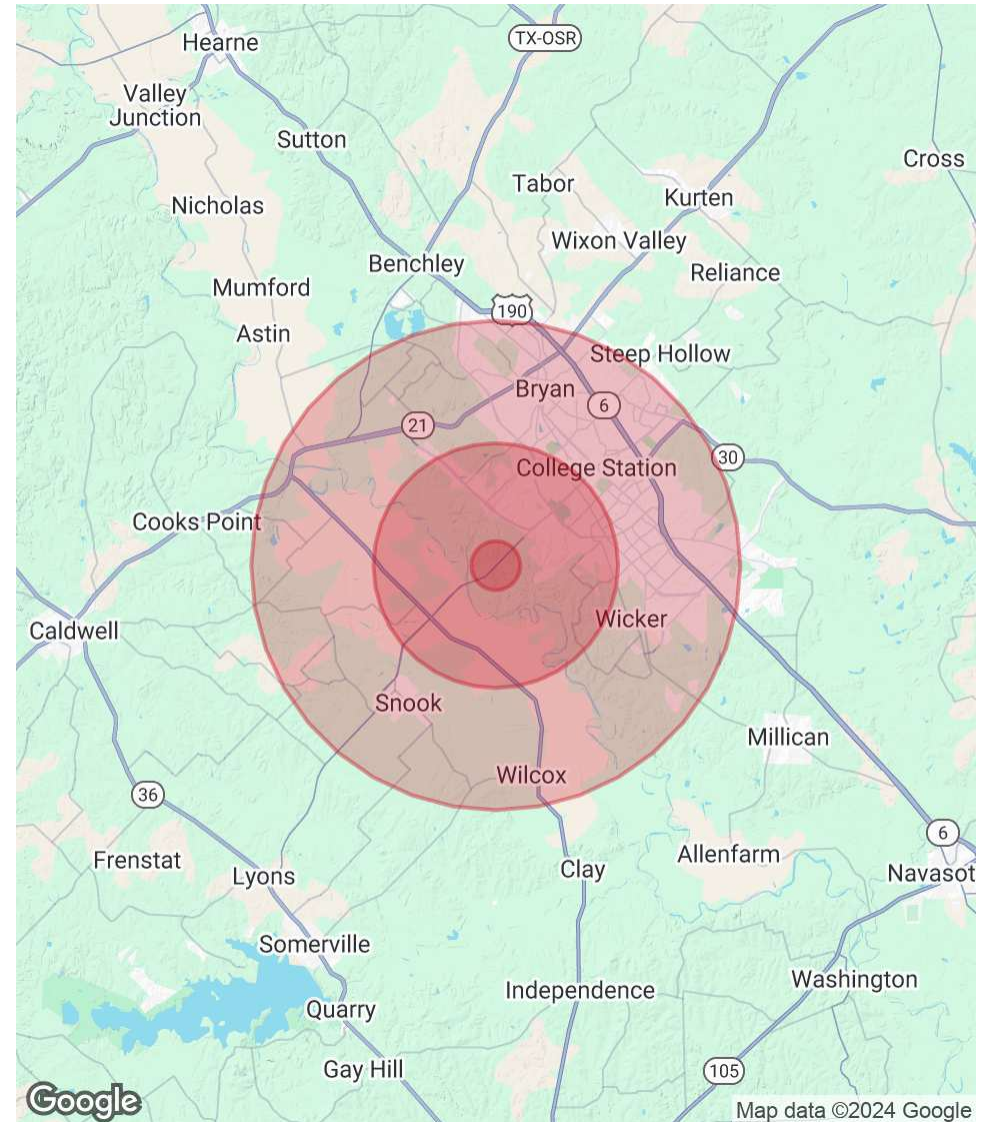 TX-OSR
Hearne
Valley
Junction
Sutton
Cross
Tabor
Kurten
Nicholas
Wixon Valley
Benchley
Reliance
Mumford
190
Astin
Steep Hollow
Bryan
6
21
30
College Station
Cooks Point
Wicker
Caldwell
Snook
Millican
Wilcox
36
6
Frenstat
Allenfarm
Clay
Navasot
Lyons
Somerville
Washington
Independence
Quarry
Gay Hill
105
Google
Map data ©2024 Google